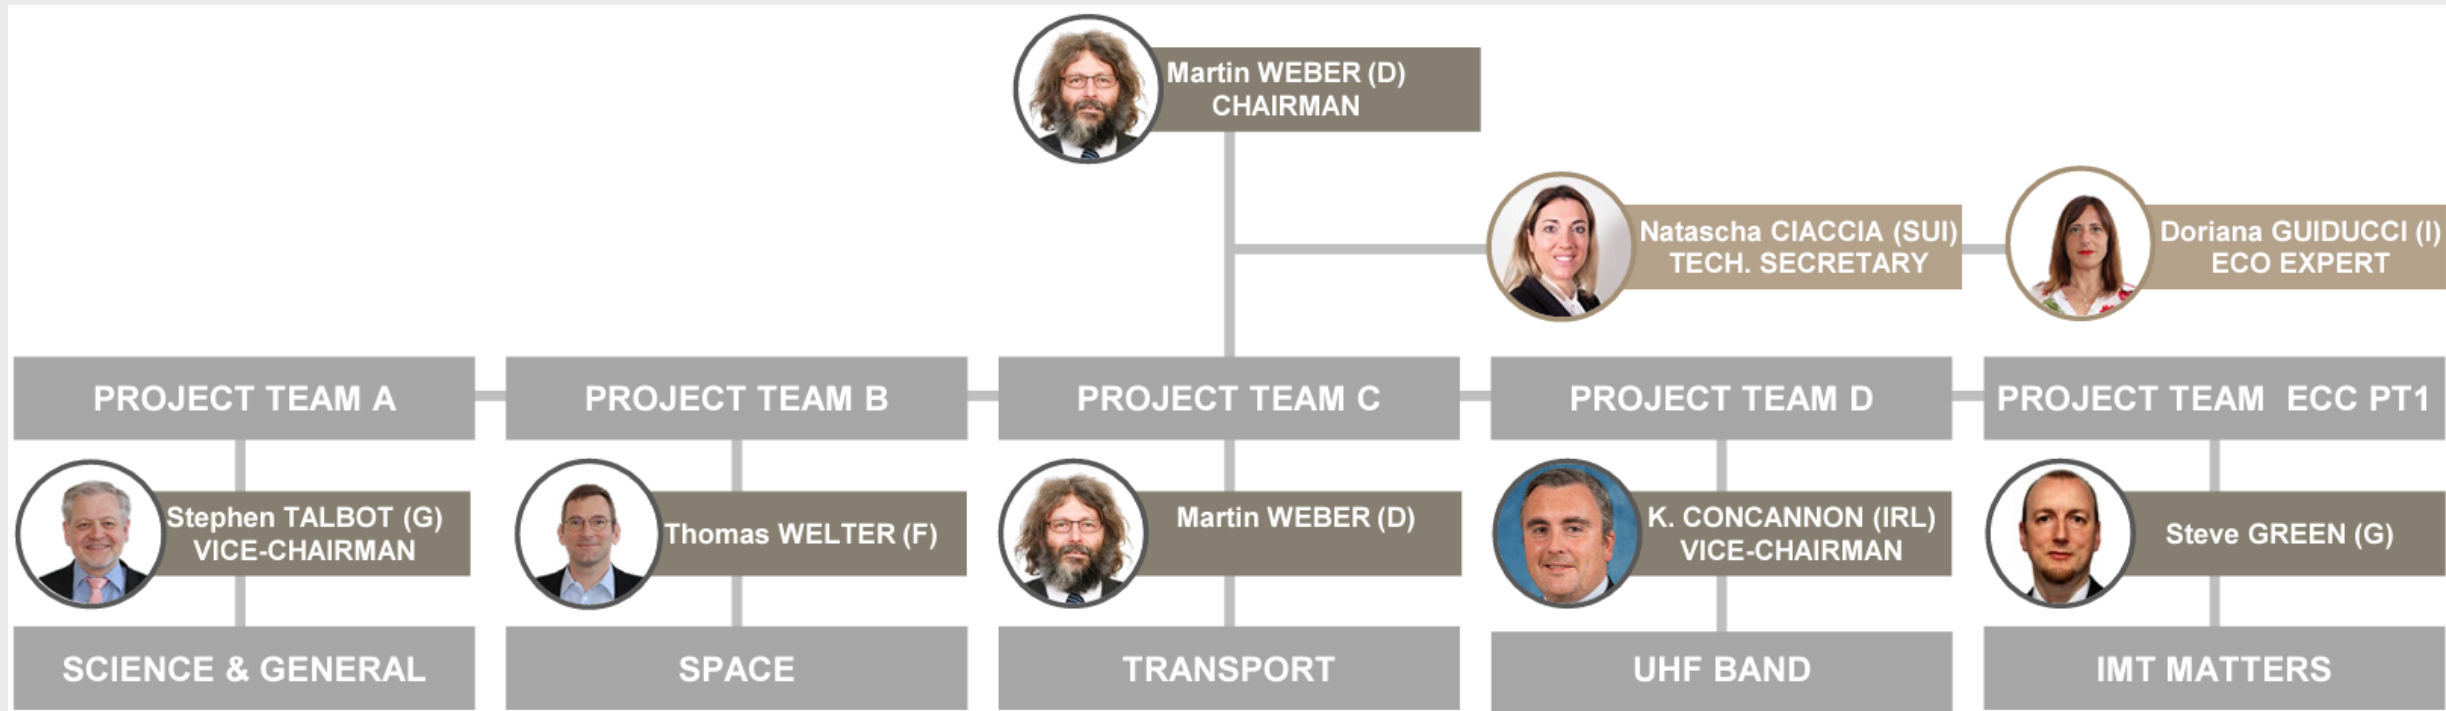 Martin WEBER (D)
CHAIRMAN
Natascha CIACCIA (SUI)
TECH. SECRETARY
Doriana GUIDUCCI (I)
ECO EXPERT
PROJECT TEAM A
PROJECT TEAM B
PROJECT TEAM C
PROJECT TEAM D
PROJECT TEAM ECC PT1
Stephen TALBOT (G)
VICE-CHAIRMAN
Thomas WELTER (F)
Martin WEBER (D)
K. CONCANNON (IRL)
VICE-CHAIRMAN
Steve GREEN (G)
SCIENCE & GENERAL
SPACE
TRANSPORT
UHF BAND
IMT MATTERS